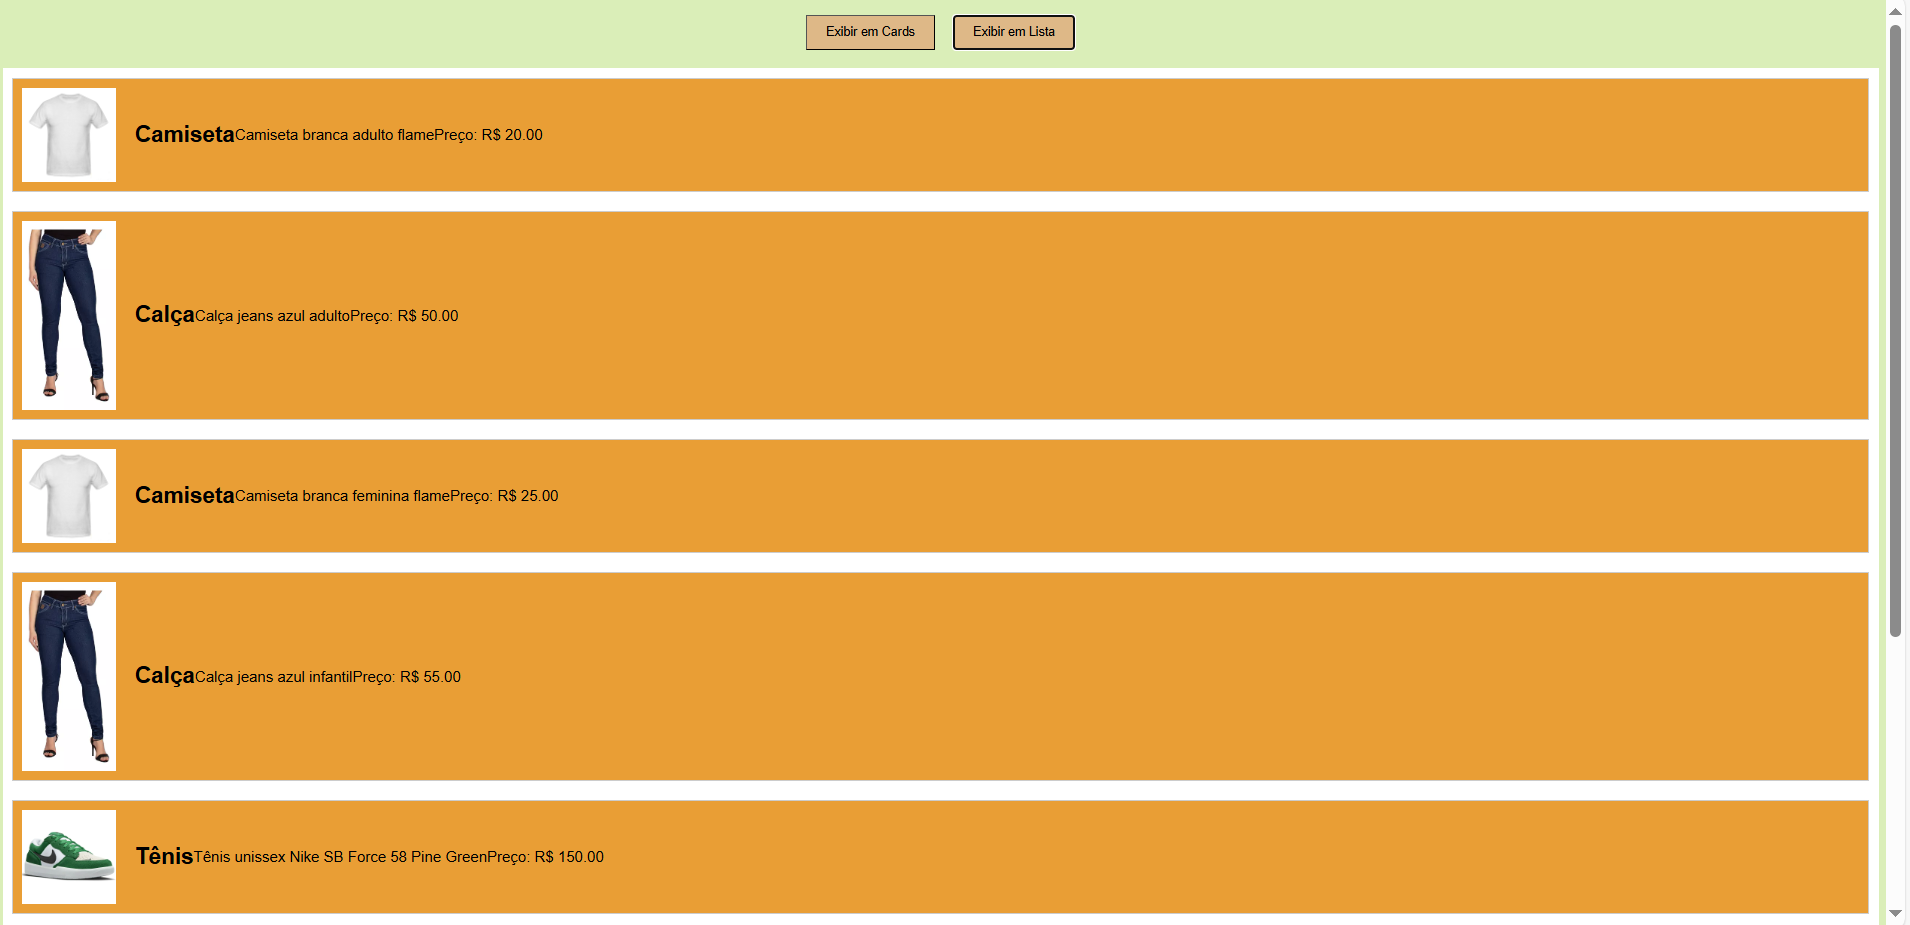 Exibir em Cards Exibir em Lista
CamisetaCamiseta branca adulto flamePreço: R$ 20.00
CalçaCalça jeans azul adultoPreço: R$ 50.00
CamisetaCamiseta branca feminina flamePreço: R$ 25.00
CalçaCalça jeans azul infantilPreço: R$ 55.00
TênisTênis unissex Nike SB Force 58 Pine GreenPreço: R$ 150.00